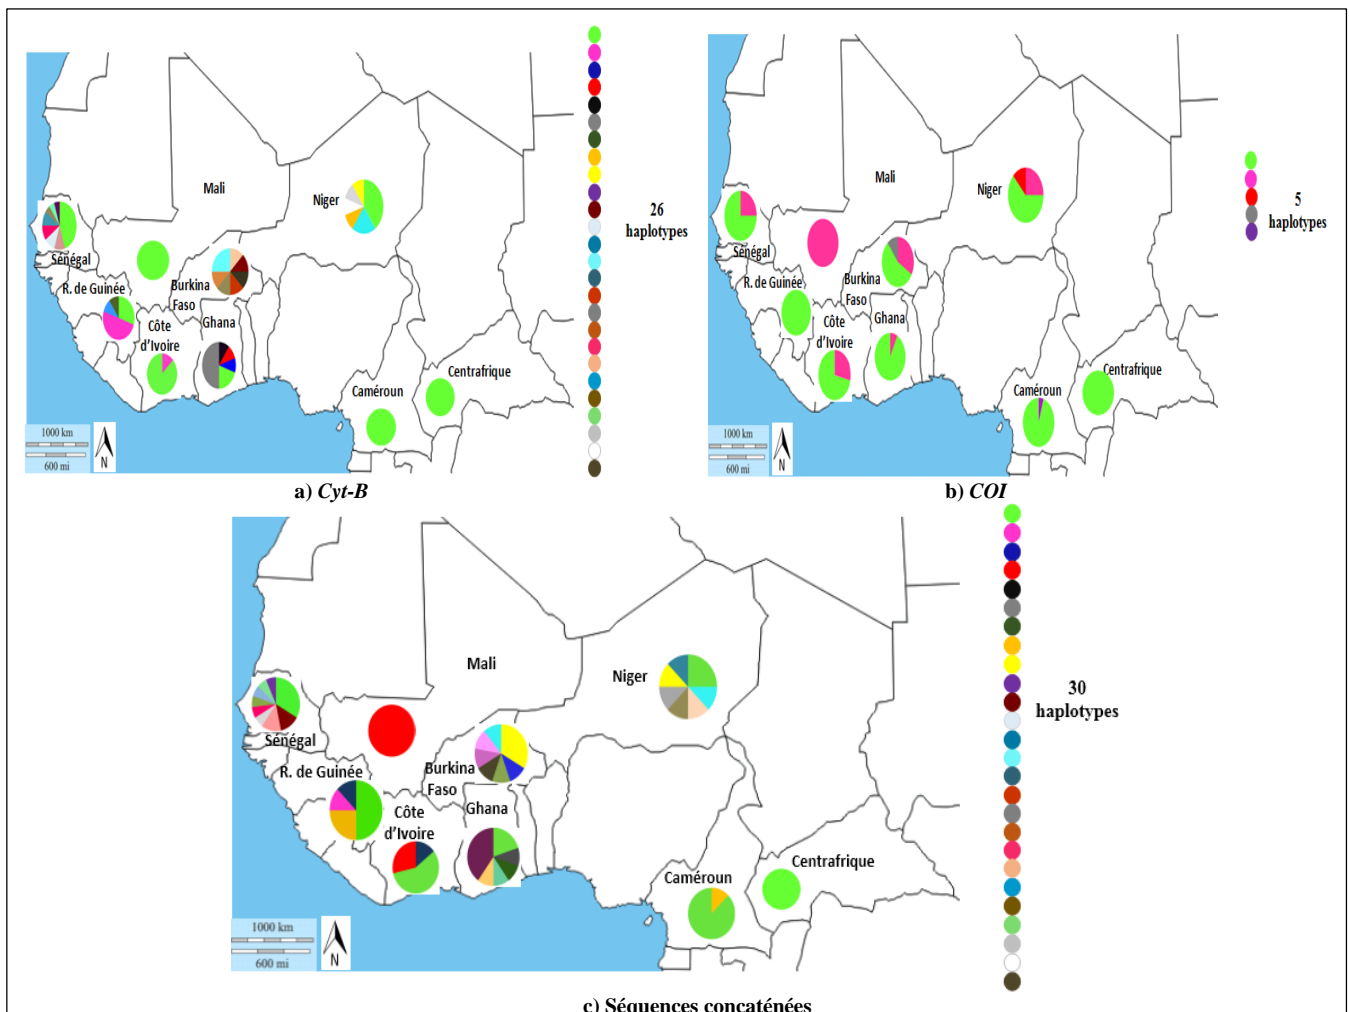 Mali
Niger
Sénégal
R. de Guinée
Burkina
Faso
Côte
d'Ivoire
Ghana
Caméroun
Centrafrique
1000 km
600 mi
N
26
haplotypes
a) Cyt-B
Mali
Niger
Sénégal
R. de Guinée
Burkina
Faso
Côte
d'Ivoire
Ghana
Caméroun
Centrafrique
1000 km
600 mi
N
5
haplotypes
b) COI
Mali
Niger
Sénégal
R. de Guinée
Burkina
Faso
Côte
d'Ivoire
Ghana
Caméroun
Centrafrique
1000 km
600 mi
N
30
haplotypes
c) Séquences concaténées